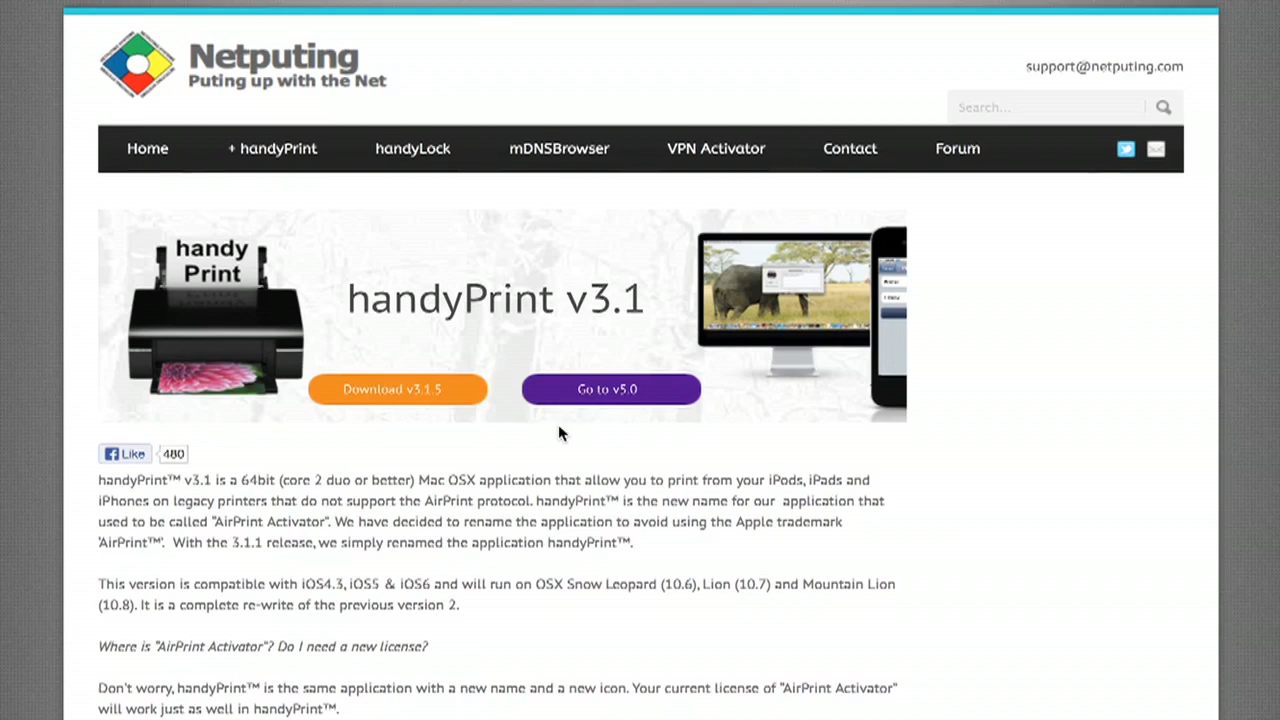 Netputing
Puting up with the Net
support@netputing.com
Search...
Home + handyPrint handyLock mDNSBrowser VPN Activator Contact Forum
handy
Print
handyPrint v3.1
Download v3.1.5 Go to v5.0
Like 480
handyPrint™ v3.1 is a 64bit (core 2 duo or better) Mac OSX application that allow you to print from your iPods, iPads and
iPhones on legacy printers that do not support the AirPrint protocol. handyPrint™ is the new name for our application that
used to be called "AirPrint Activator". We have decided to rename the application to avoid using the Apple trademark
'AirPrint™'. With the 3.1.1 release, we simply renamed the application handyPrint™.
This version is compatible with iOS4.3, iOS5 & iOS6 and will run on OSX Snow Leopard (10.6), Lion (10.7) and Mountain Lion
(10.8). It is a complete re-write of the previous version 2.
Where is "AirPrint Activator"? Do I need a new license?
Don't worry, handyPrint™ is the same application with a new name and a new icon. Your current license of "AirPrint Activator"
will work just as well in handyPrint™.